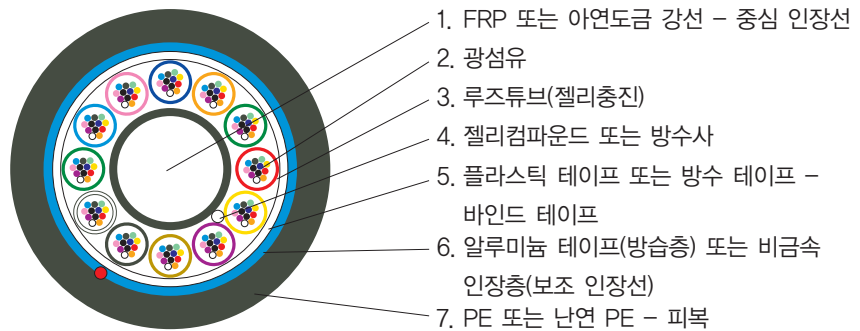 1. FRP 또는 아연도금 강선 – 중심 인장선
2. 광섬유
3. 루즈튜브(젤리충진)
4. 젤리컴파운드 또는 방수사
5. 플라스틱 테이프 또는 방수 테이프 –
바인드 테이프
6. 알루미늄 테이프(방습층) 또는 비금속
인장층(보조 인장선)
7. PE 또는 난연 PE – 피복